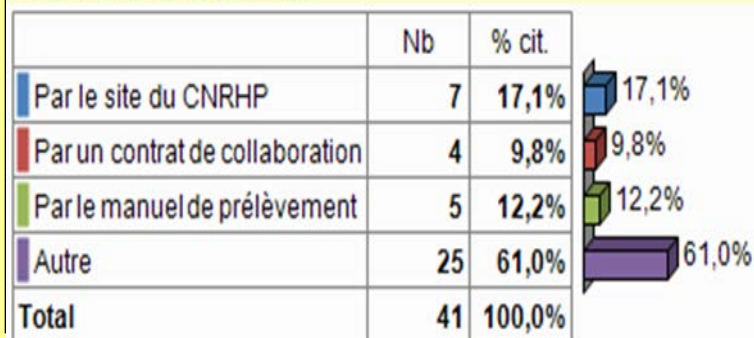 Nb % cit.
Par le site du CNRHP 7 17,1% 17,1%
Par un contrat de collaboration 4 9,8% 9,8%
Par le manuel de prélèvement 5 12,2% 12,2%
Autre 25 61,0% 61,0%
Total 41 100,0%